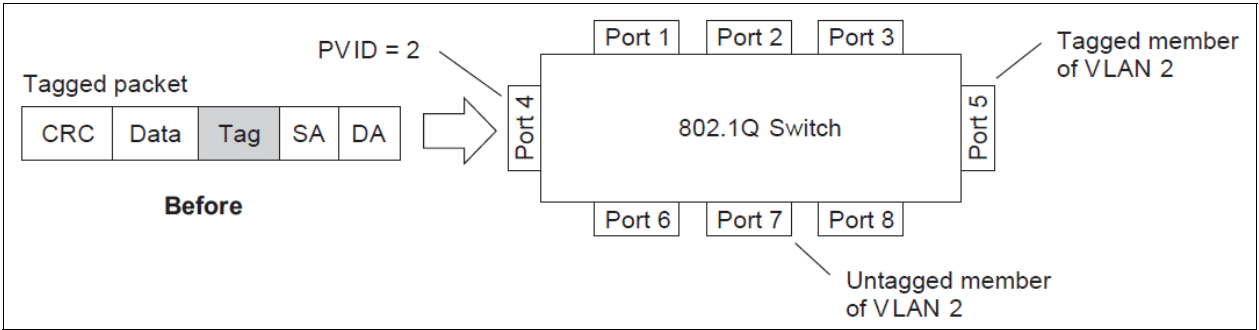 Port 1
Port 2
Port 3
PVID = 2
Tagged member
of VLAN 2
Tagged packet
CRC
Data
Tag
SA
DA
Port 4
802.1Q Switch
Port 5
Before
Port 6
Port 7
Port 8
Untagged member
of VLAN 2